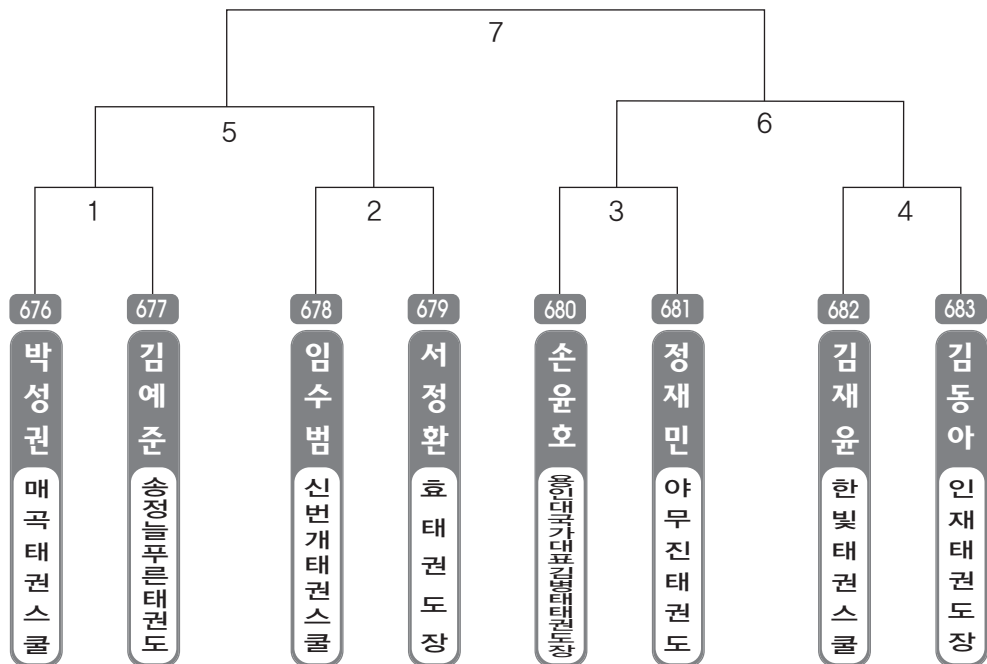 7
5
6
1
2
3
4
676
677
678
679
680
681
682
683
박성권
김예준
임수범
서정환
손윤호
정재민
김재윤
김동아
매곡태권스쿨
송정늘푸른태권도
신번개태권스쿨
효태권도장
용인대국가대표김병태태권도장
야무진태권도
한빛태권스쿨
인재태권도장